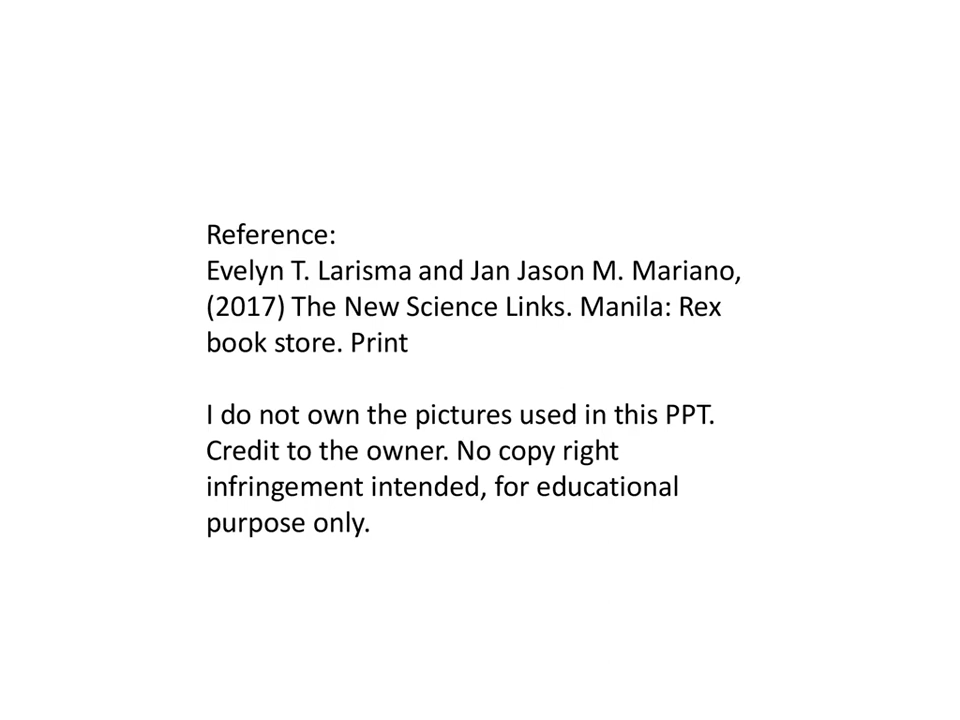 Reference:
Evelyn T. Larisma and Jan Jason M. Mariano,
(2017) The New Science Links. Manila: Rex
book store. Print
I do not own the pictures used in this PPT.
Credit to the owner. No copy right
infringement intended, for educational
purpose only.